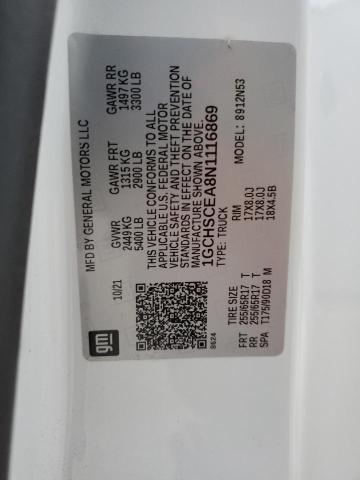 gm
MFD BY GENERAL MOTORS LLC
10/21 GVWR GAWR FRT GAWR RR
2449 KG 1315 KG 1497 KG
5400 LB 2900 LB 3300 LB
THIS VEHICLE CONFORMS TO ALL
APPLICABLE U.S. FEDERAL MOTOR
VEHICLE SAFETY AND THEFT PREVENTION
STANDARDS IN EFFECT ON THE DATE OF
MANUFACTURE SHOWN ABOVE.
1GCHSCEA8N1116869
TYPE: TRUCK MODEL: 8912N53
8624
TIRE SIZE RIM
FRT 255/65R17 T 17X8.0J
RR 255/65R17 T 17X8.0J
SPA T175/90D18 M 18X4.5B